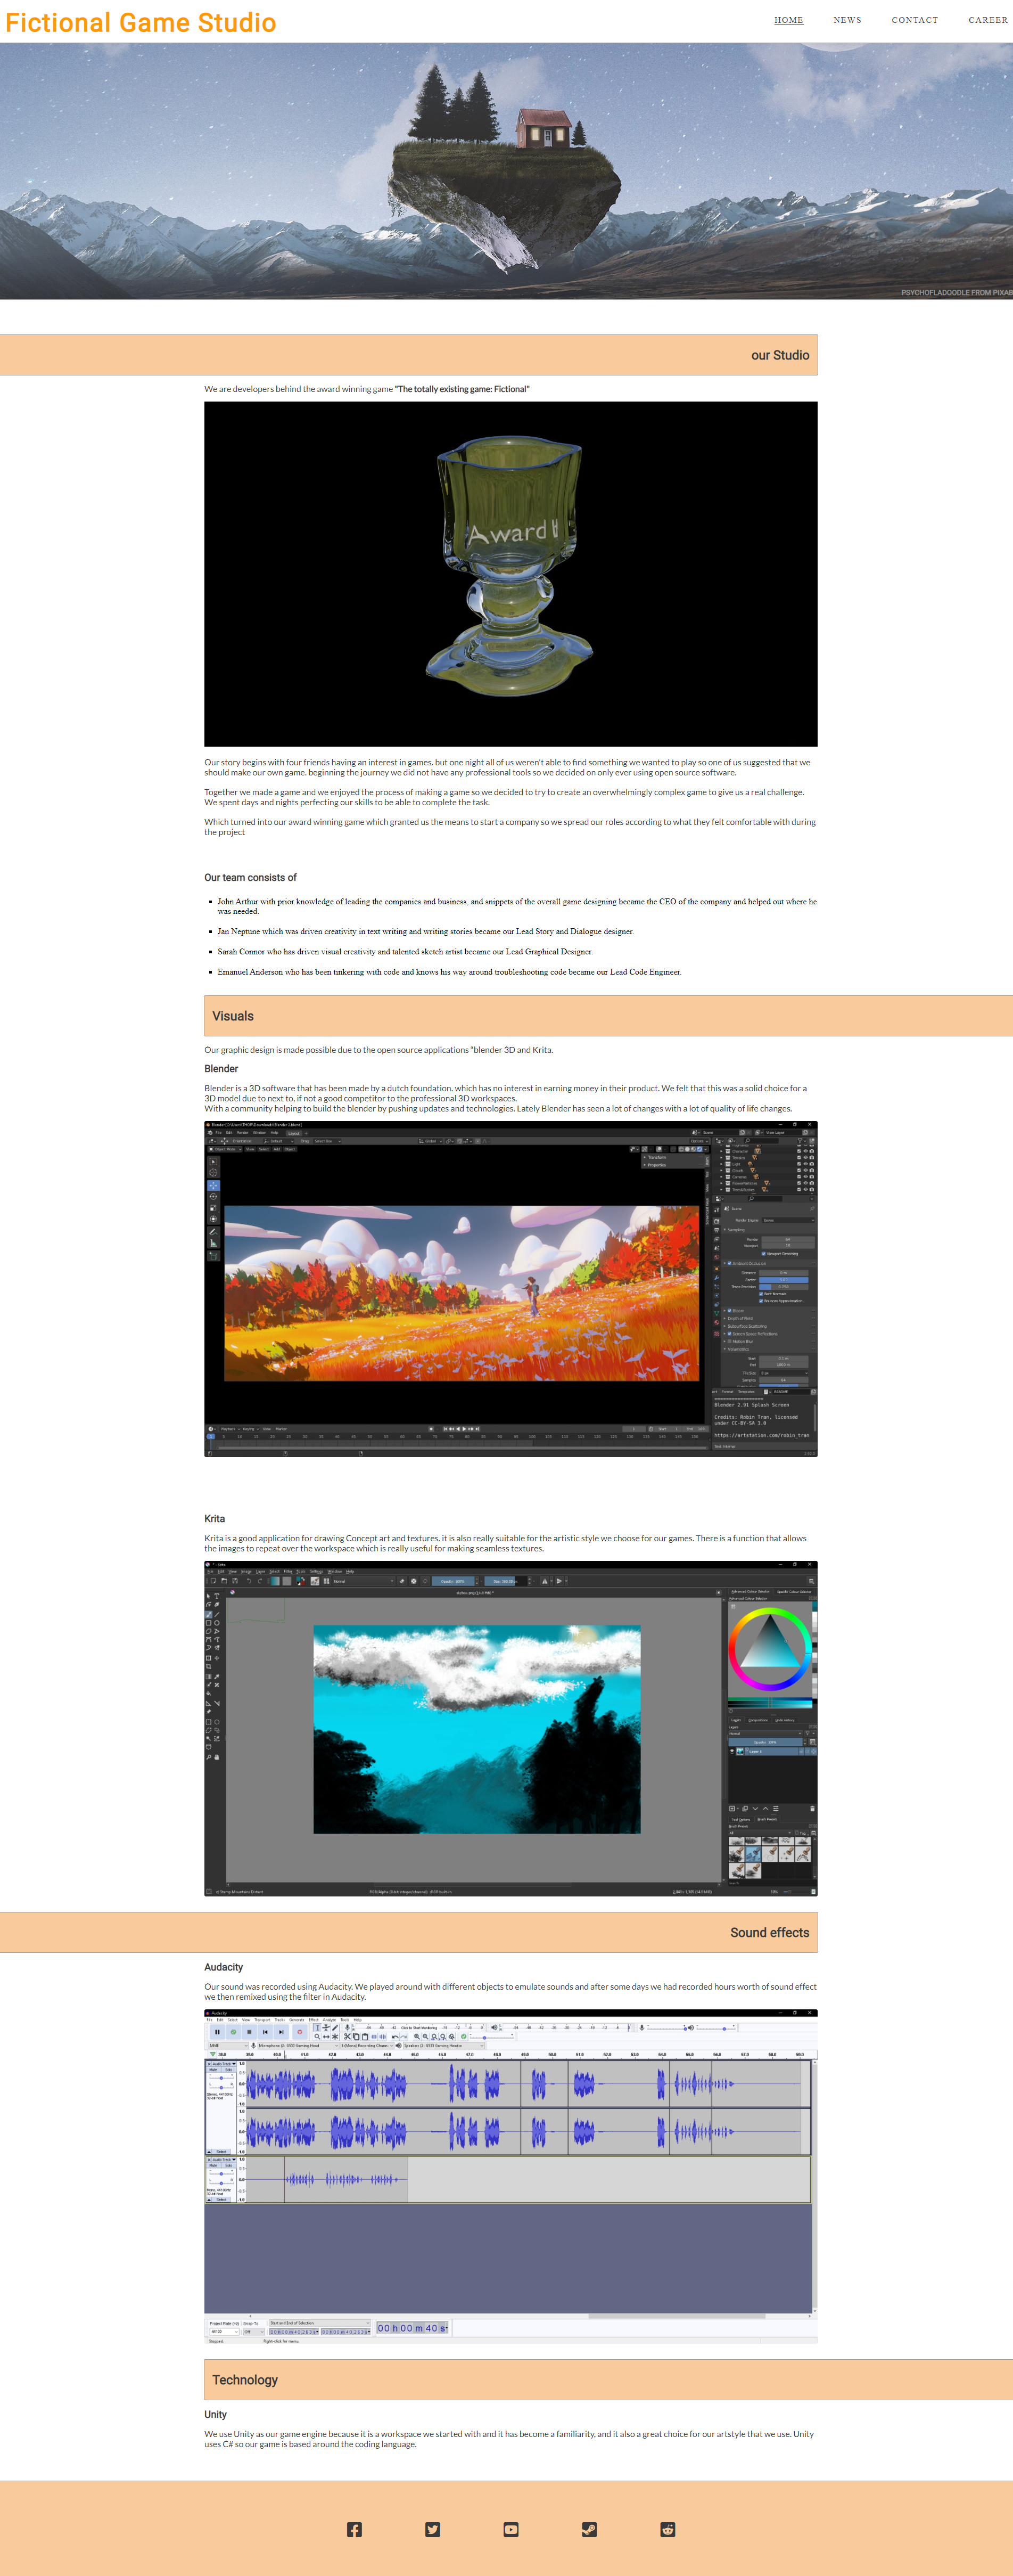 Fictional Game Studio
HOME NEWS CONTACT CAREER
PSYCHOFLADOODLE FROM PIXAB
our Studio
We are developers behind the award winning game "The totally existing game: Fictional"
Award
Our story begins with four friends having an interest in games. but one night all of us weren't able to find something we wanted to play so one of us suggested that we
should make our own game. beginning the journey we did not have any professional tools so we decided on only ever using open source software.
Together we made a game and we enjoyed the process of making a game so we decided to try to create an overwhelmingly complex game to give us a real challenge.
We spent days and nights perfecting our skills to be able to complete the task.
Which turned into our award winning game which granted us the means to start a company so we spread our roles according to what they felt comfortable with during
the project
Our team consists of
John Arthur with prior knowledge of leading the companies and business, and snippets of the overall game designing became the CEO of the company and helped out where he
was needed.
Jan Neptune which was driven creativity in text writing and writing stories became our Lead Story and Dialogue designer.
Sarah Connor who has driven visual creativity and talented sketch artist became our Lead Graphical Designer.
Emanuel Anderson who has been tinkering with code and knows his way around troubleshooting code became our Lead Code Engineer.
Visuals
Our graphic design is made possible due to the open source applications "blender 3D and Krita.
Blender
Blender is a 3D software that has been made by a dutch foundation. which has no interest in earning money in their product. We felt that this was a solid choice for a
3D model due to next to, if not a good competitor to the professional 3D workspaces.
With a community helping to build the blender by pushing updates and technologies. Lately Blender has seen a lot of changes with a lot of quality of life changes.
Blender 2.91 Splash Screen
Credits: Robin Tran, licensed
under CC-BY-SA 3.0
https://artstation.com/robin_tran
Krita
Krita is a good application for drawing Concept art and textures. it is also really suitable for the artistic style we choose for our games. There is a function that allows
the images to repeat over the workspace which is really useful for making seamless textures.
Sound effects
Audacity
Our sound was recorded using Audacity. We played around with different objects to emulate sounds and after some days we had recorded hours worth of sound effect
we then remixed using the filter in Audacity.
Audacity
00 h 00 m 40 s
Technology
Unity
We use Unity as our game engine because it is a workspace we started with and it has become a familiarity, and it also a great choice for our artstyle that we use. Unity
uses C# so our game is based around the coding language.